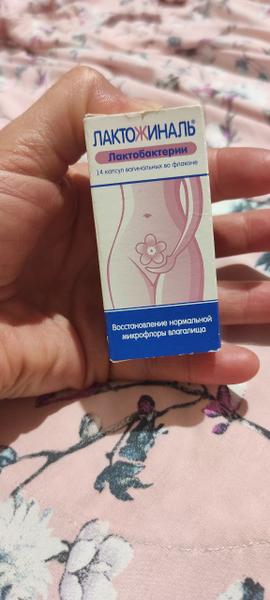 ЛАКТОЖИНАЛЬ®
Лактобактерии
14 капсул вагинальных во флаконе
Восстановление нормальной
микрофлоры влагалища